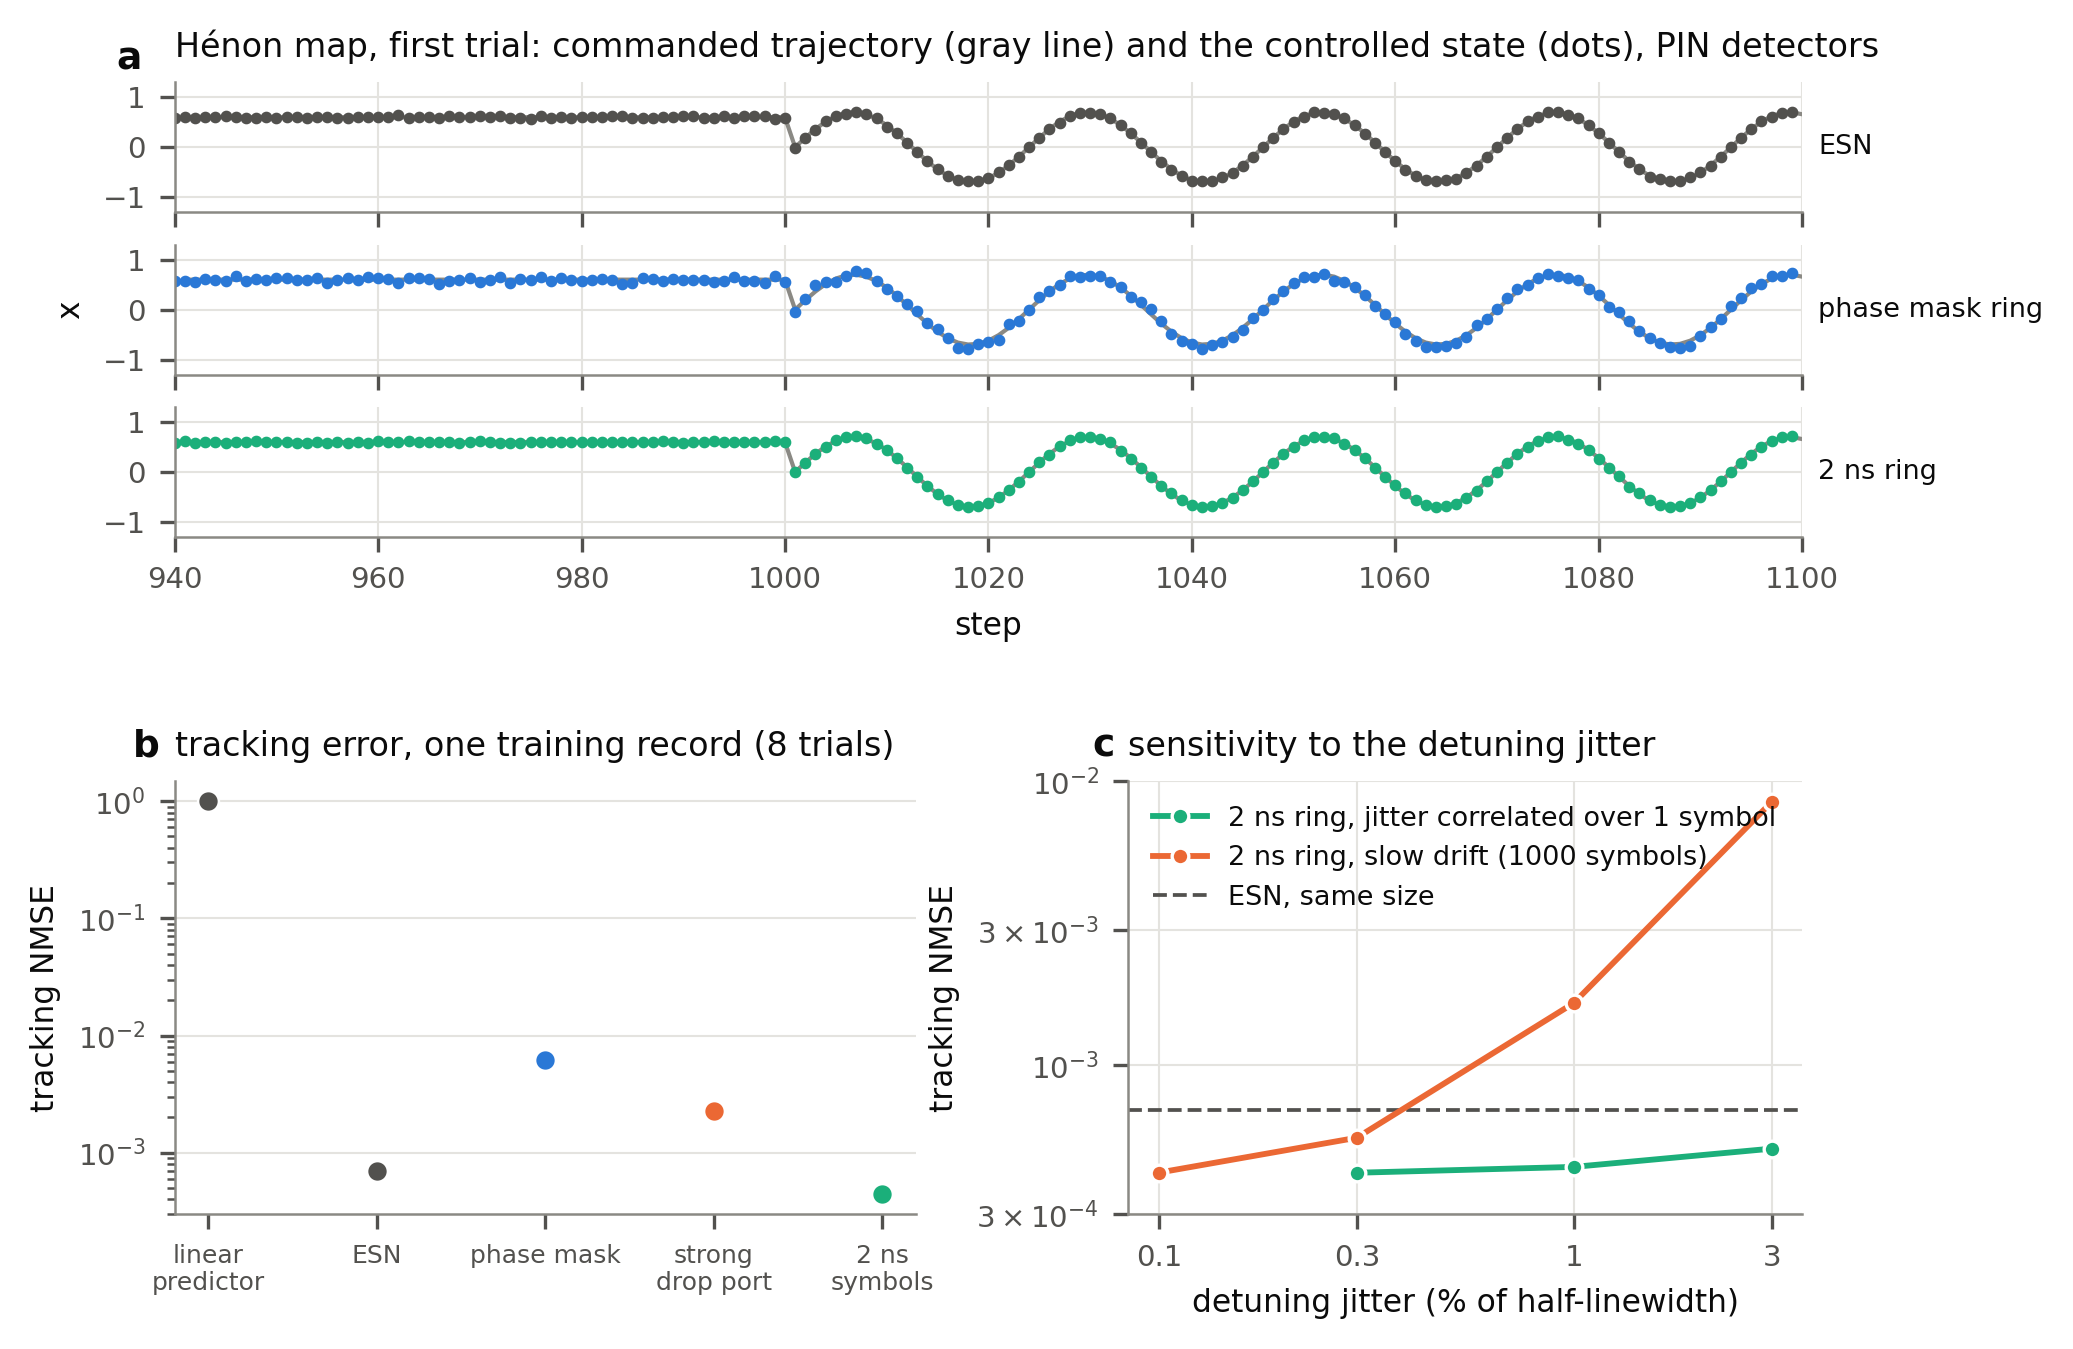 a Hénon map, first trial: commanded trajectory (gray line) and the controlled state (dots), PIN detectors
1
0
−1
ESN
1
0
−1
phase mask ring
x
1
0
−1
2 ns ring
940 960 980 1000 1020 1040 1060 1080 1100
step
b tracking error, one training record (8 trials)
10⁰
10⁻¹
10⁻²
10⁻³
tracking NMSE
linear predictor
ESN
phase mask
strong drop port
2 ns symbols
c sensitivity to the detuning jitter
10⁻²
3 × 10⁻³
10⁻³
3 × 10⁻⁴
tracking NMSE
2 ns ring, jitter correlated over 1 symbol
2 ns ring, slow drift (1000 symbols)
ESN, same size
0.1 0.3 1 3
detuning jitter (% of half-linewidth)